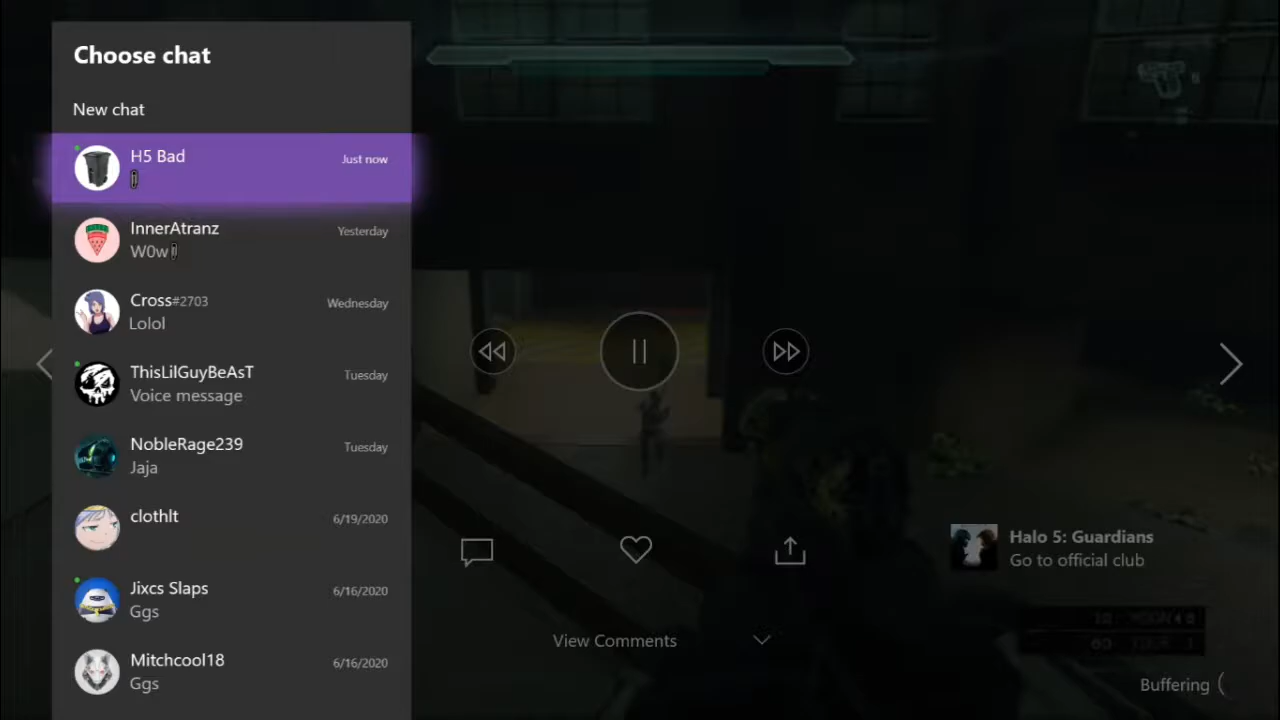 Choose chat
New chat
H5 Bad
Just now
InnerAtranz
Yesterday
W0w
Cross#2703
Wednesday
Lolol
ThisLilGuyBeAsT
Tuesday
Voice message
NobleRage239
Tuesday
Jaja
clothlt
6/19/2020
Jixcs Slaps
6/16/2020
Ggs
Mitchcool18
6/16/2020
Ggs
Halo 5: Guardians
Go to official club
View Comments
Buffering